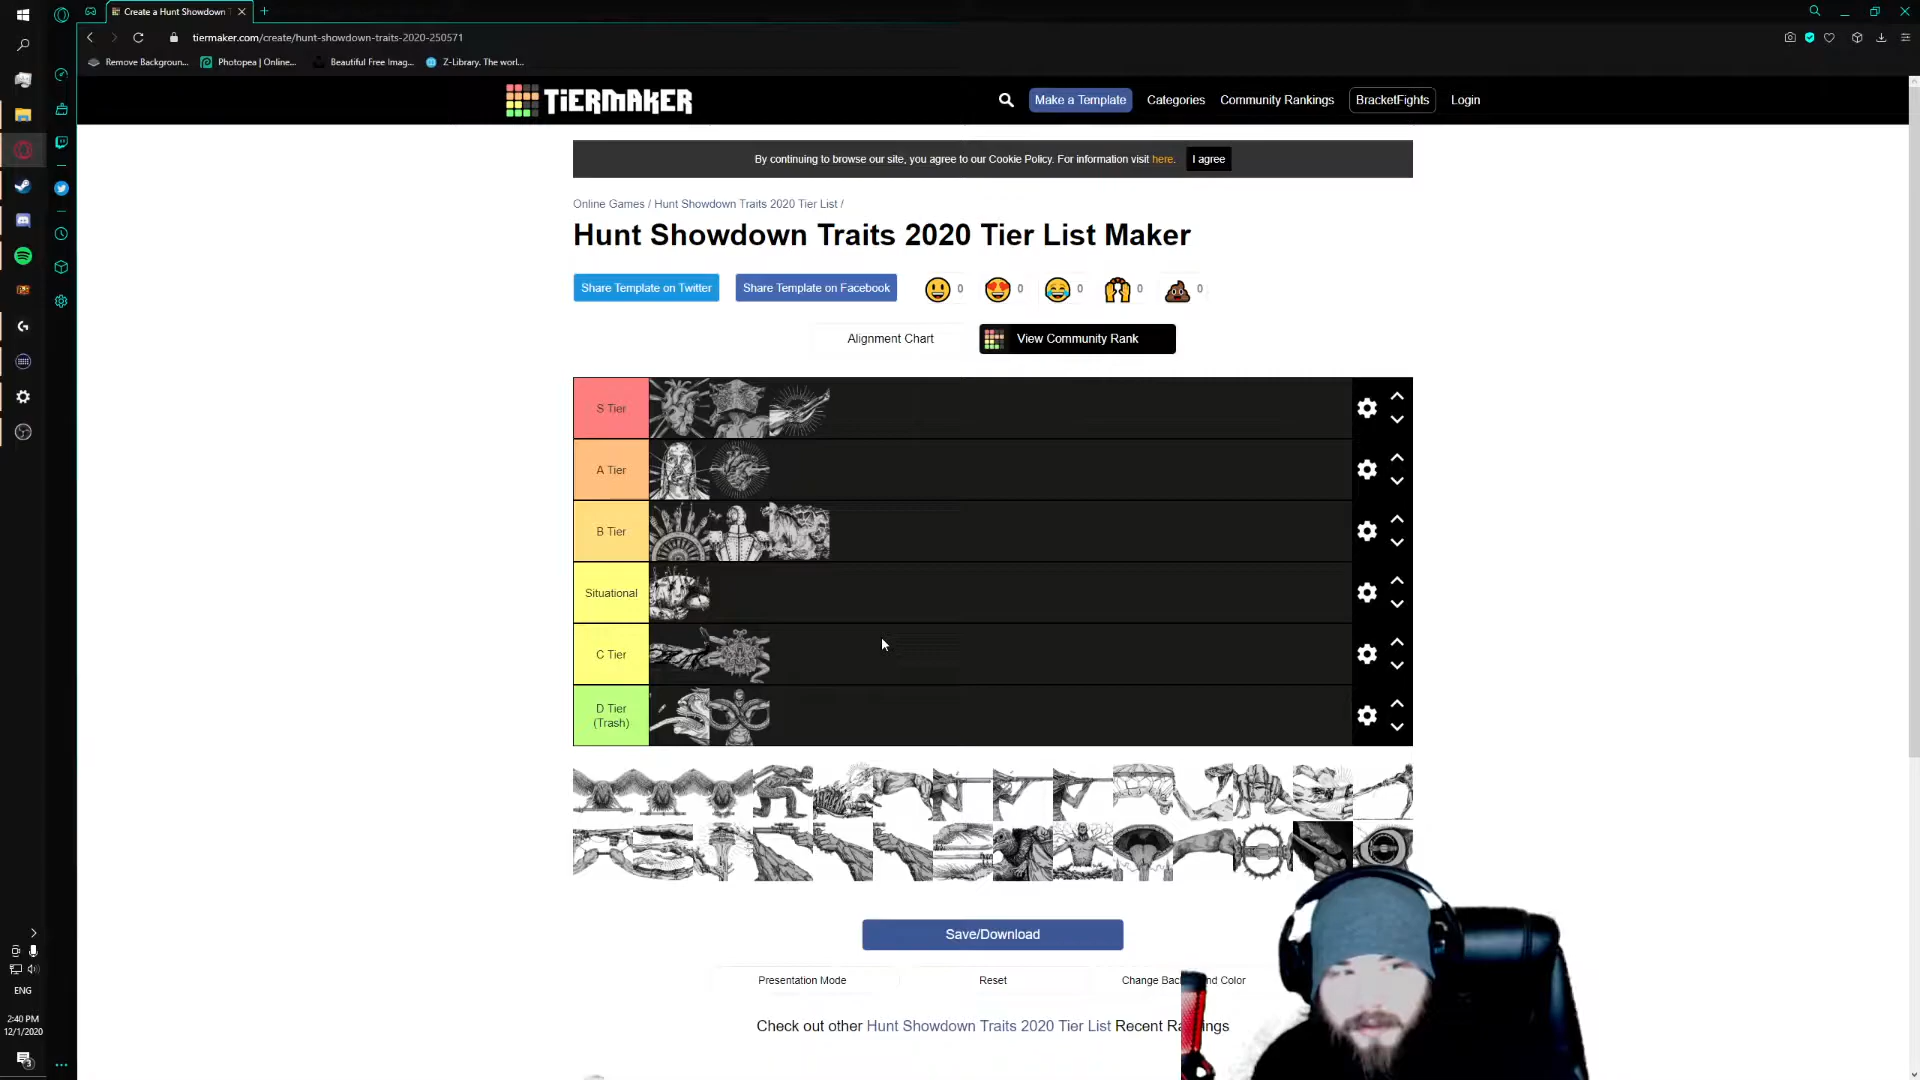 Create a Hunt Showdown T
tiermaker.com/create/hunt-showdown-traits-2020-250571
Remove Backgroun...
Photopea | Online...
Beautiful Free Imag...
Z-Library. The worl...
TiERMAKER
Make a Template
Categories
Community Rankings
BracketFights
Login
By continuing to browse our site, you agree to our Cookie Policy. For information visit here.
I agree
Online Games / Hunt Showdown Traits 2020 Tier List /
Hunt Showdown Traits 2020 Tier List Maker
Share Template on Twitter
Share Template on Facebook
0
0
0
0
0
Alignment Chart
View Community Rank
S Tier
A Tier
B Tier
Situational
C Tier
D Tier
(Trash)
Save/Download
Presentation Mode
Reset
Change Bac nd Color
Check out other Hunt Showdown Traits 2020 Tier List Recent Ra ings
ENG
2:40 PM
12/1/2020
3